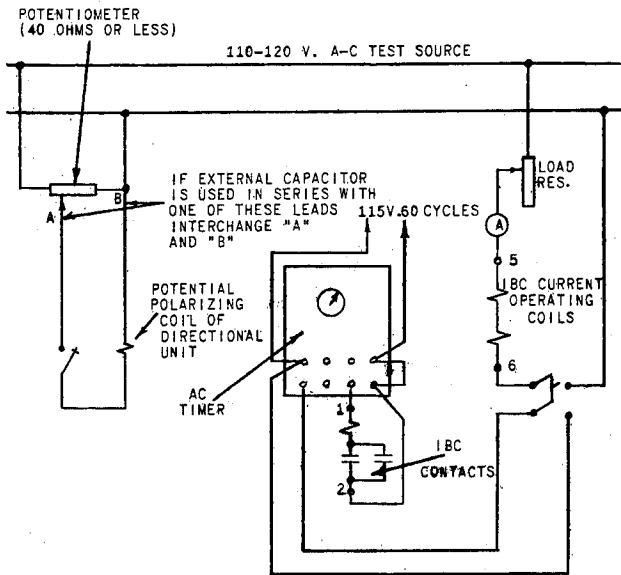 POTENTIOMETER
(40 OHMS OR LESS)
110-120 V. A-C TEST SOURCE
IF EXTERNAL CAPACITOR
IS USED IN SERIES WITH
ONE OF THESE LEADS
INTERCHANGE "A"
AND "B"
A
B
115V.60 CYCLES
LOAD
RES.
A
5
IBC CURRENT
OPERATING
COILS
6
POTENTIAL
POLARIZING
COIL OF
DIRECTIONAL
UNIT
AC
TIMER
1
IBC
CONTACTS
2